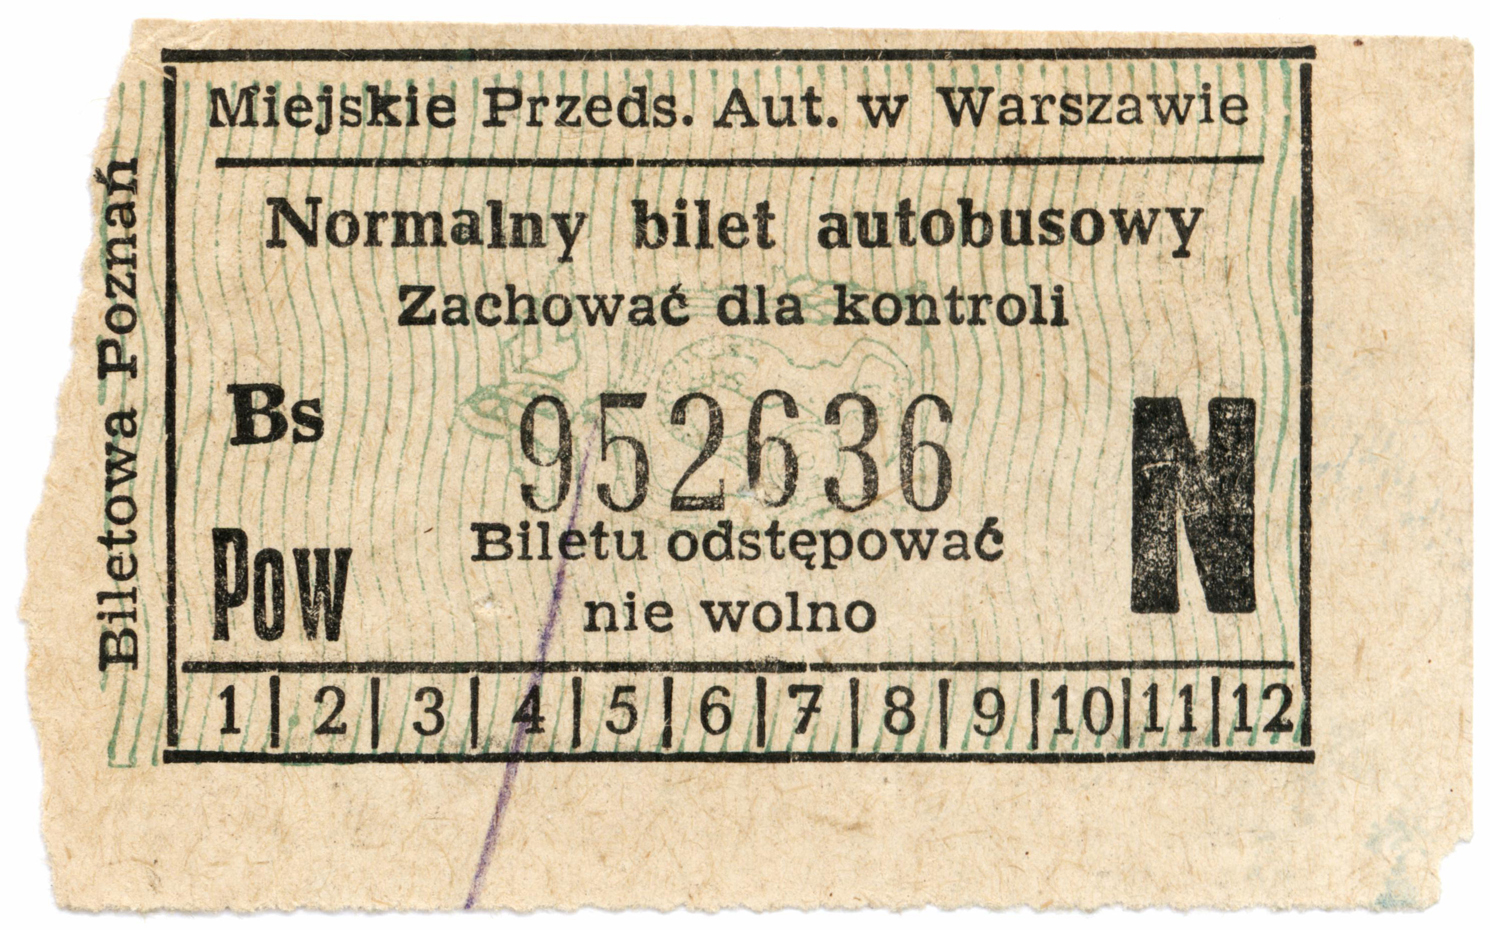 Miejskie Przeds. Aut. w Warszawie
Normalny bilet autobusowy
Zachować dla kontroli
Bs
952636
N
Pow
Biletu odstępować
nie wolno
1|2|3|4|5|6|7|8|9|10|11|12
Biletowa Poznań